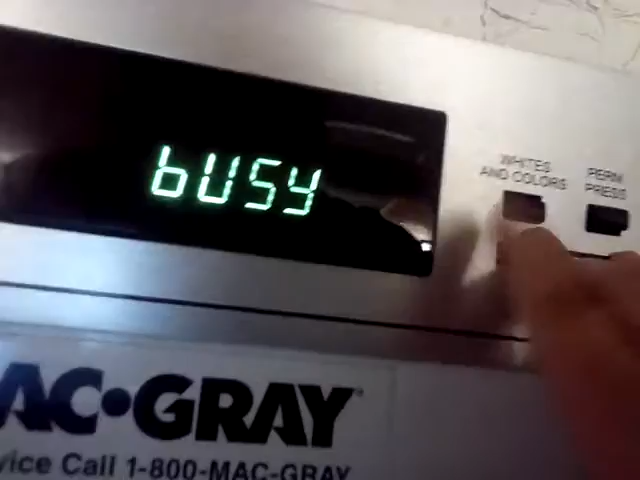 bUSY
WHITES
AND COLORS
PERM
PRESS
AC•GRAY
vice Call 1-800-MAC-GRAY